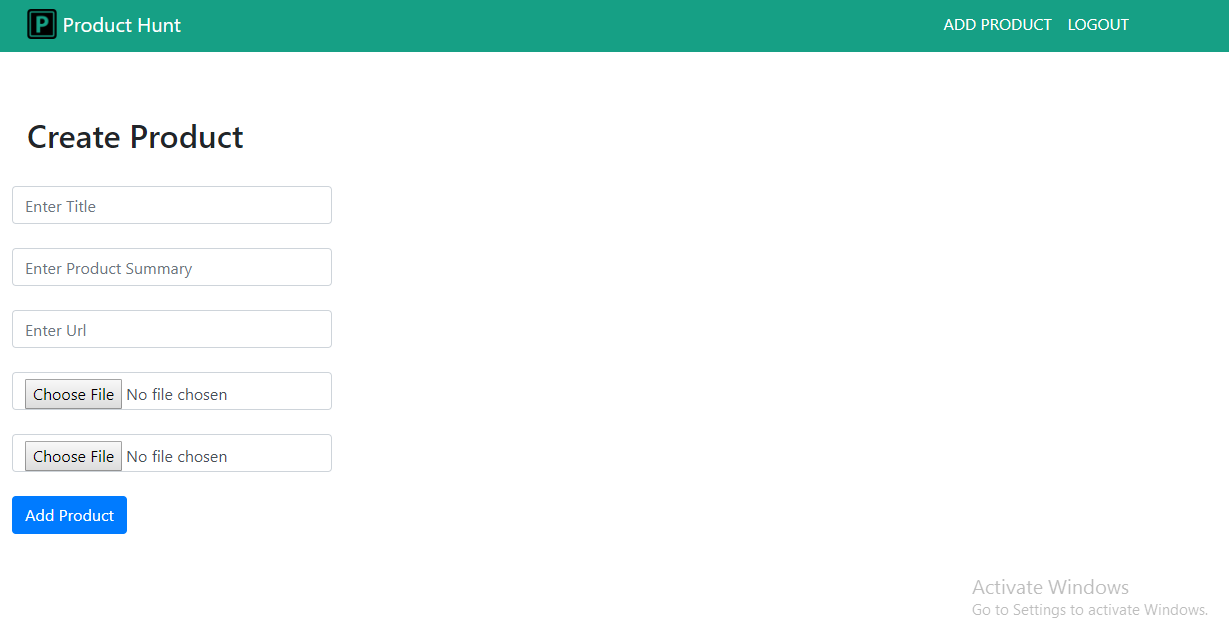 P Product Hunt
ADD PRODUCT LOGOUT
Create Product
Enter Title
Enter Product Summary
Enter Url
Choose File No file chosen
Choose File No file chosen
Add Product
Activate Windows
Go to Settings to activate Windows.